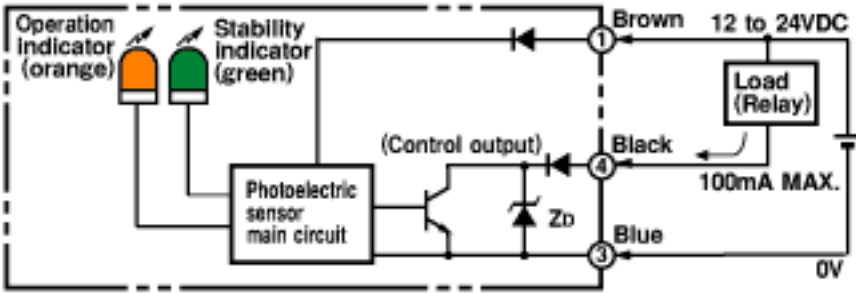 Operation
indicator
(orange)
Stability
indicator
(green)
Brown
1
12 to 24VDC
Load
(Relay)
(Control output)
Black
4
100mA MAX.
Photoelectric
sensor
main circuit
ZD
Blue
3
0V